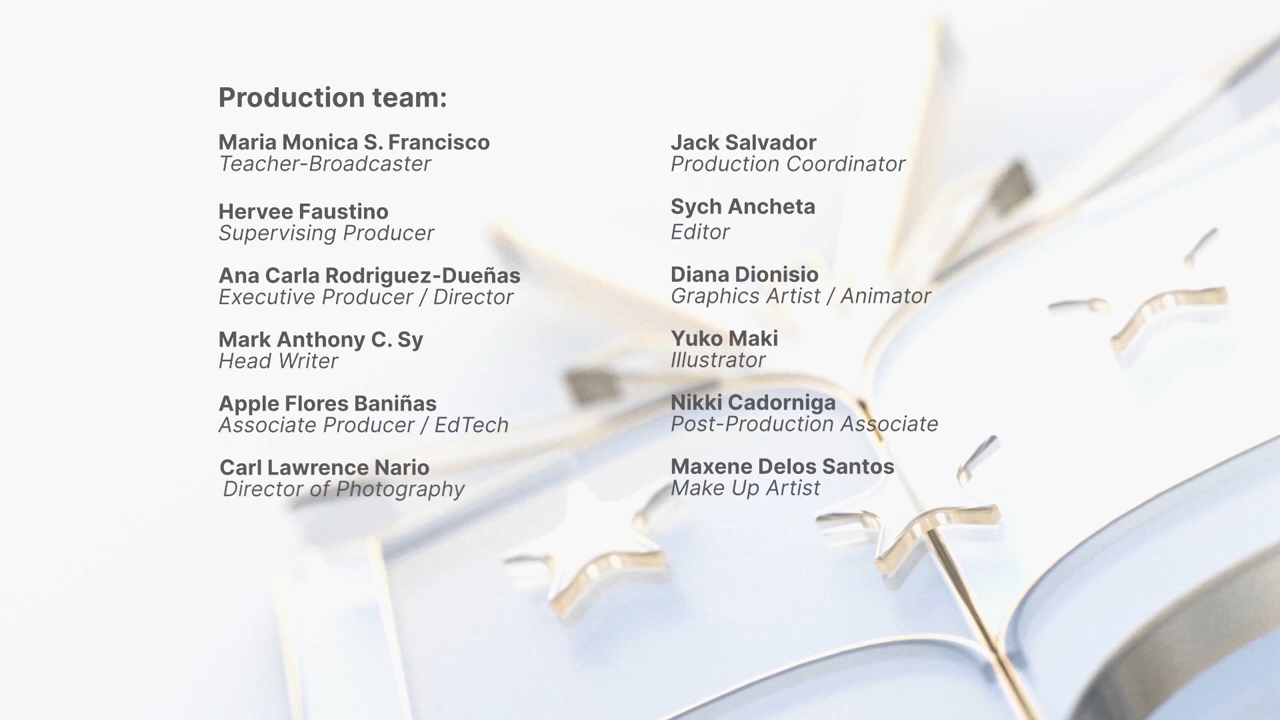 Production team:
Maria Monica S. Francisco
Teacher-Broadcaster
Hervee Faustino
Supervising Producer
Ana Carla Rodriguez-Dueñas
Executive Producer / Director
Mark Anthony C. Sy
Head Writer
Apple Flores Baniñas
Associate Producer / EdTech
Carl Lawrence Nario
Director of Photography
Jack Salvador
Production Coordinator
Sych Ancheta
Editor
Diana Dionisio
Graphics Artist / Animator
Yuko Maki
Illustrator
Nikki Cadorniga
Post-Production Associate
Maxene Delos Santos
Make Up Artist